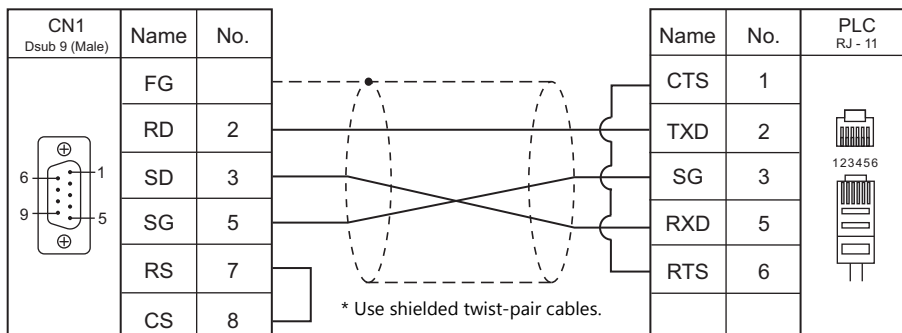 CN1
Dsub 9 (Male)
Name No.
FG
RD 2
SD 3
SG 5
RS 7
CS 8
6 1
9 5
* Use shielded twist-pair cables.
Name No.
PLC
RJ - 11
CTS 1
TXD 2
SG 3
RXD 5
RTS 6
123456